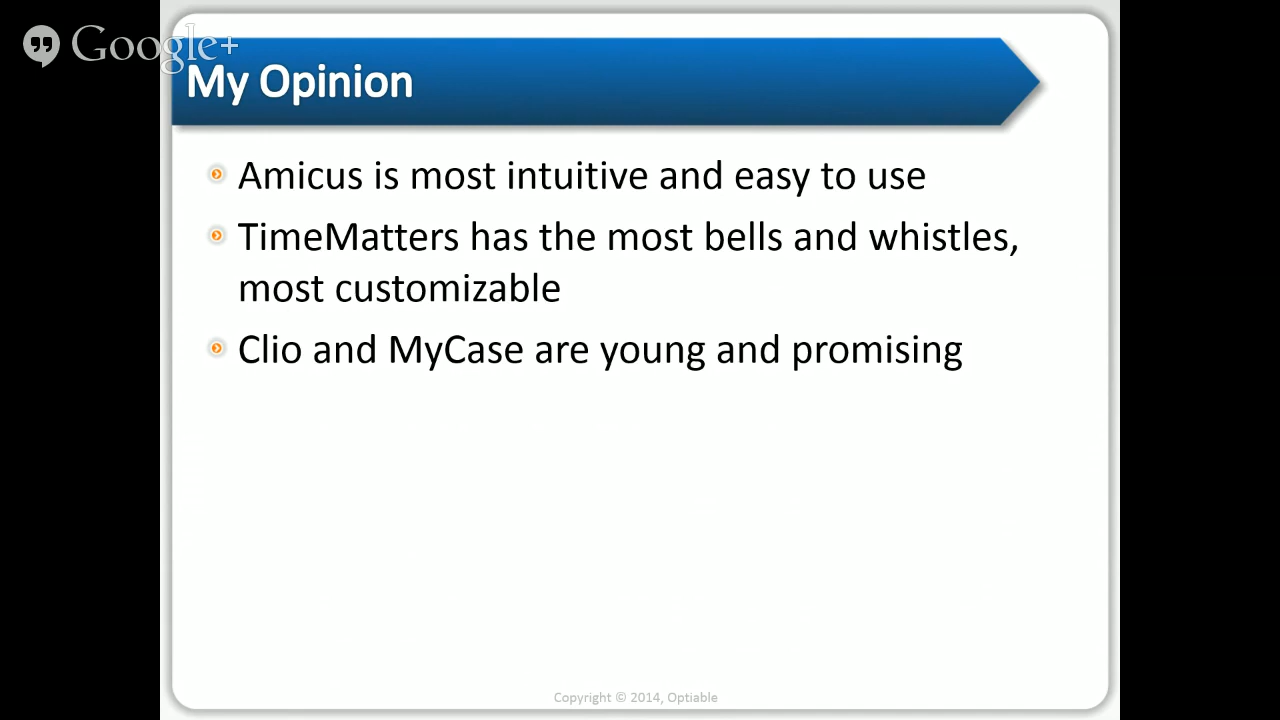 Google+
My Opinion
Amicus is most intuitive and easy to use
TimeMatters has the most bells and whistles,
most customizable
Clio and MyCase are young and promising
Copyright © 2014, Optiable